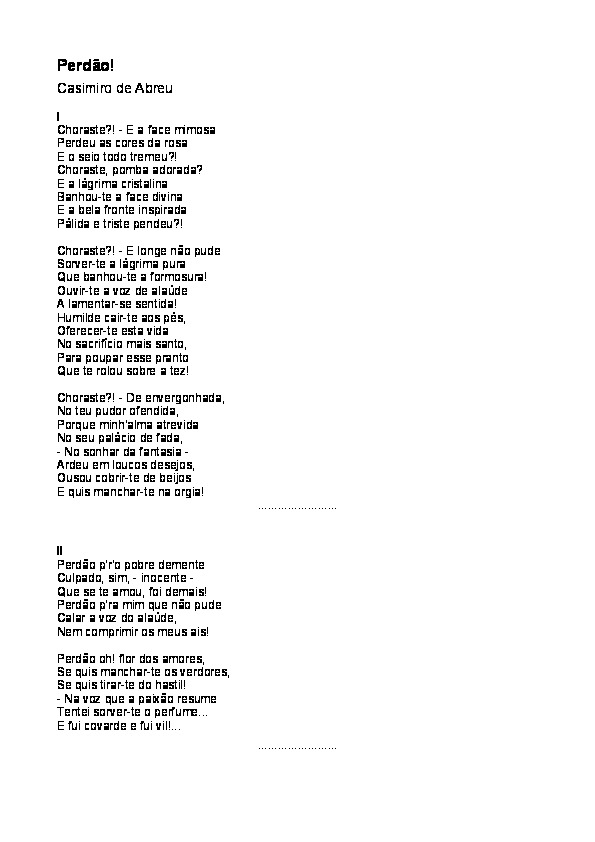 Perdão!
Casimiro de Abreu
I
Choraste?! - E a face mimosa
Perdeu as cores da rosa
E o seio todo tremeu?!
Choraste, pomba adorada?
E a lágrima cristalina
Banhou-te a face divina
E a bela fronte inspirada
Pálida e triste pendeu?!
Choraste?! - E longe não pude
Sorver-te a lágrima pura
Que banhou-te a formosura!
Ouvir-te a voz de alaúde
A lamentar-se sentida!
Humilde cair-te aos pés,
Oferecer-te esta vida
No sacrifício mais santo,
Para poupar esse pranto
Que te rolou sobre a tez!
Choraste?! - De envergonhada,
No teu pudor ofendida,
Porque minh'alma atrevida
No seu palácio de fada,
- No sonhar da fantasia -
Ardeu em loucos desejos,
Ousou cobrir-te de beijos
E quis manchar-te na orgia!
........................
II
Perdão p'r'o pobre demente
Culpado, sim, - inocente -
Que se te amou, foi demais!
Perdão p'ra mim que não pude
Calar a voz do alaúde,
Nem comprimir os meus ais!
Perdão oh! flor dos amores,
Se quis manchar-te os verdores,
Se quis tirar-te do hastil!
- Na voz que a paixão resume
Tentei sorver-te o perfume...
E fui covarde e fui vil!...
........................